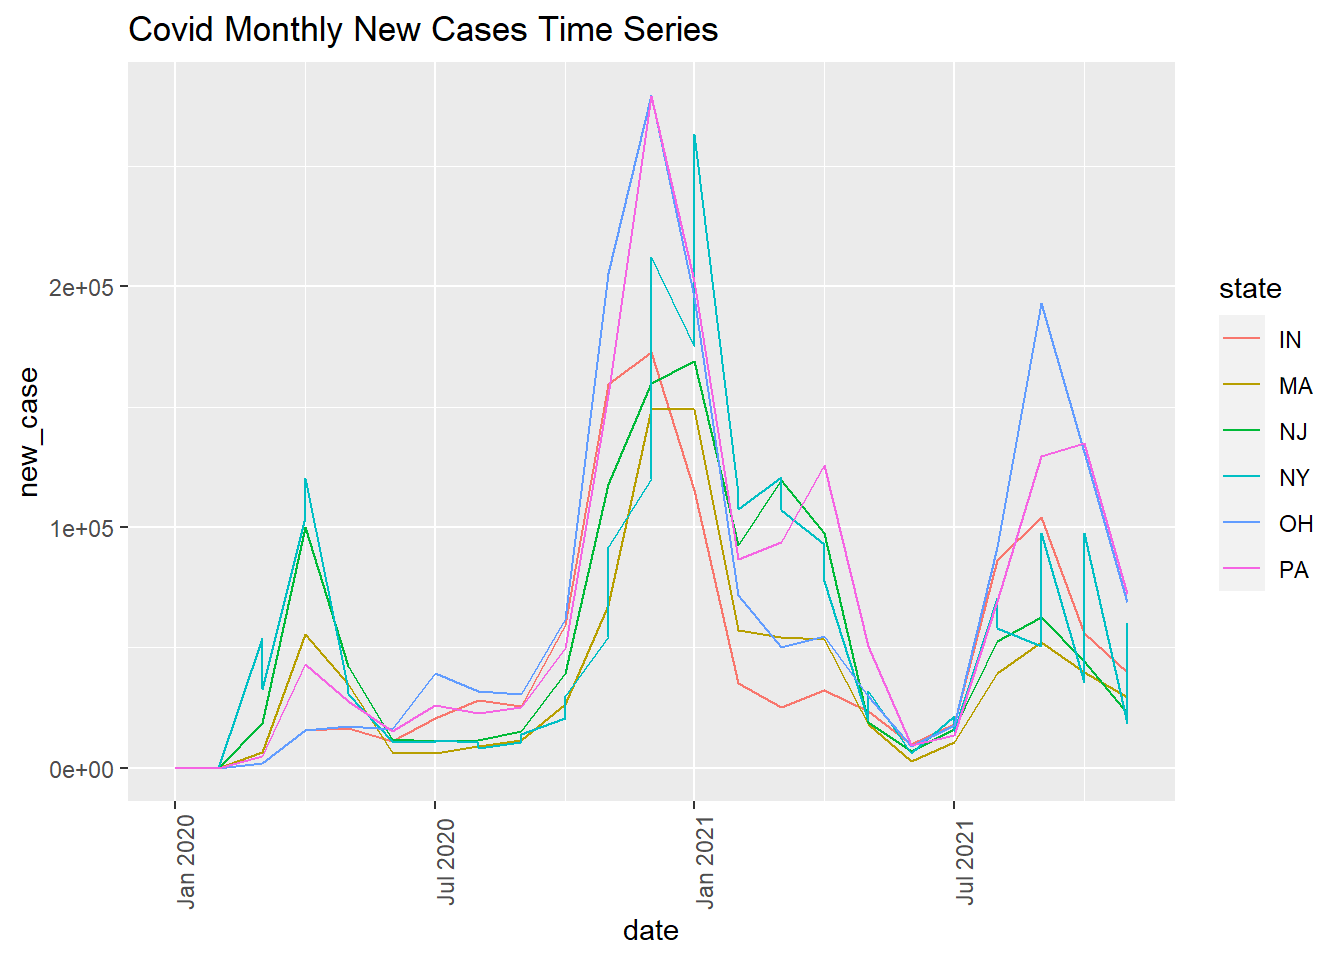 Covid Monthly New Cases Time Series
new_case
2e+05
1e+05
0e+00
Jan 2020
Jul 2020
Jan 2021
Jul 2021
date
state
IN
MA
NJ
NY
OH
PA